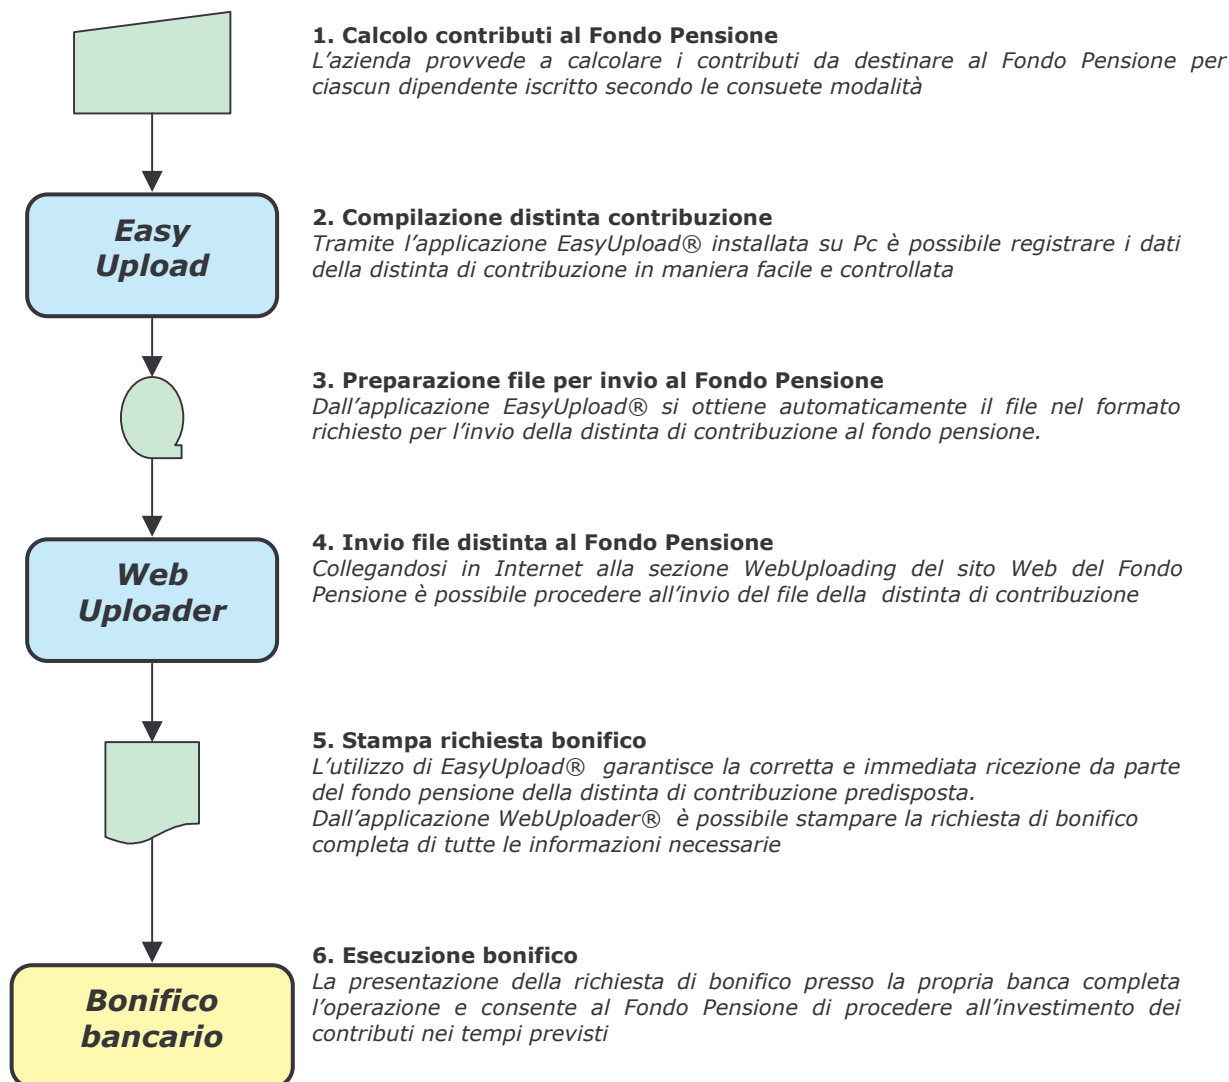 1. Calcolo contributi al Fondo Pensione
L'azienda provvede a calcolare i contributi da destinare al Fondo Pensione per
ciascun dipendente iscritto secondo le consuete modalità
Easy
Upload
2. Compilazione distinta contribuzione
Tramite l'applicazione EasyUpload® installata su Pc è possibile registrare i dati
della distinta di contribuzione in maniera facile e controllata
3. Preparazione file per invio al Fondo Pensione
Dall'applicazione EasyUpload® si ottiene automaticamente il file nel formato
richiesto per l'invio della distinta di contribuzione al fondo pensione.
Web
Uploader
4. Invio file distinta al Fondo Pensione
Collegandosi in Internet alla sezione WebUploading del sito Web del Fondo
Pensione è possibile procedere all'invio del file della  distinta di contribuzione
5. Stampa richiesta bonifico
L'utilizzo di EasyUpload®  garantisce la corretta e immediata ricezione da parte
del fondo pensione della distinta di contribuzione predisposta.
Dall'applicazione WebUploader®  è possibile stampare la richiesta di bonifico
completa di tutte le informazioni necessarie
Bonifico
bancario
6. Esecuzione bonifico
La presentazione della richiesta di bonifico presso la propria banca completa
l'operazione e consente al Fondo Pensione di procedere all'investimento dei
contributi nei tempi previsti